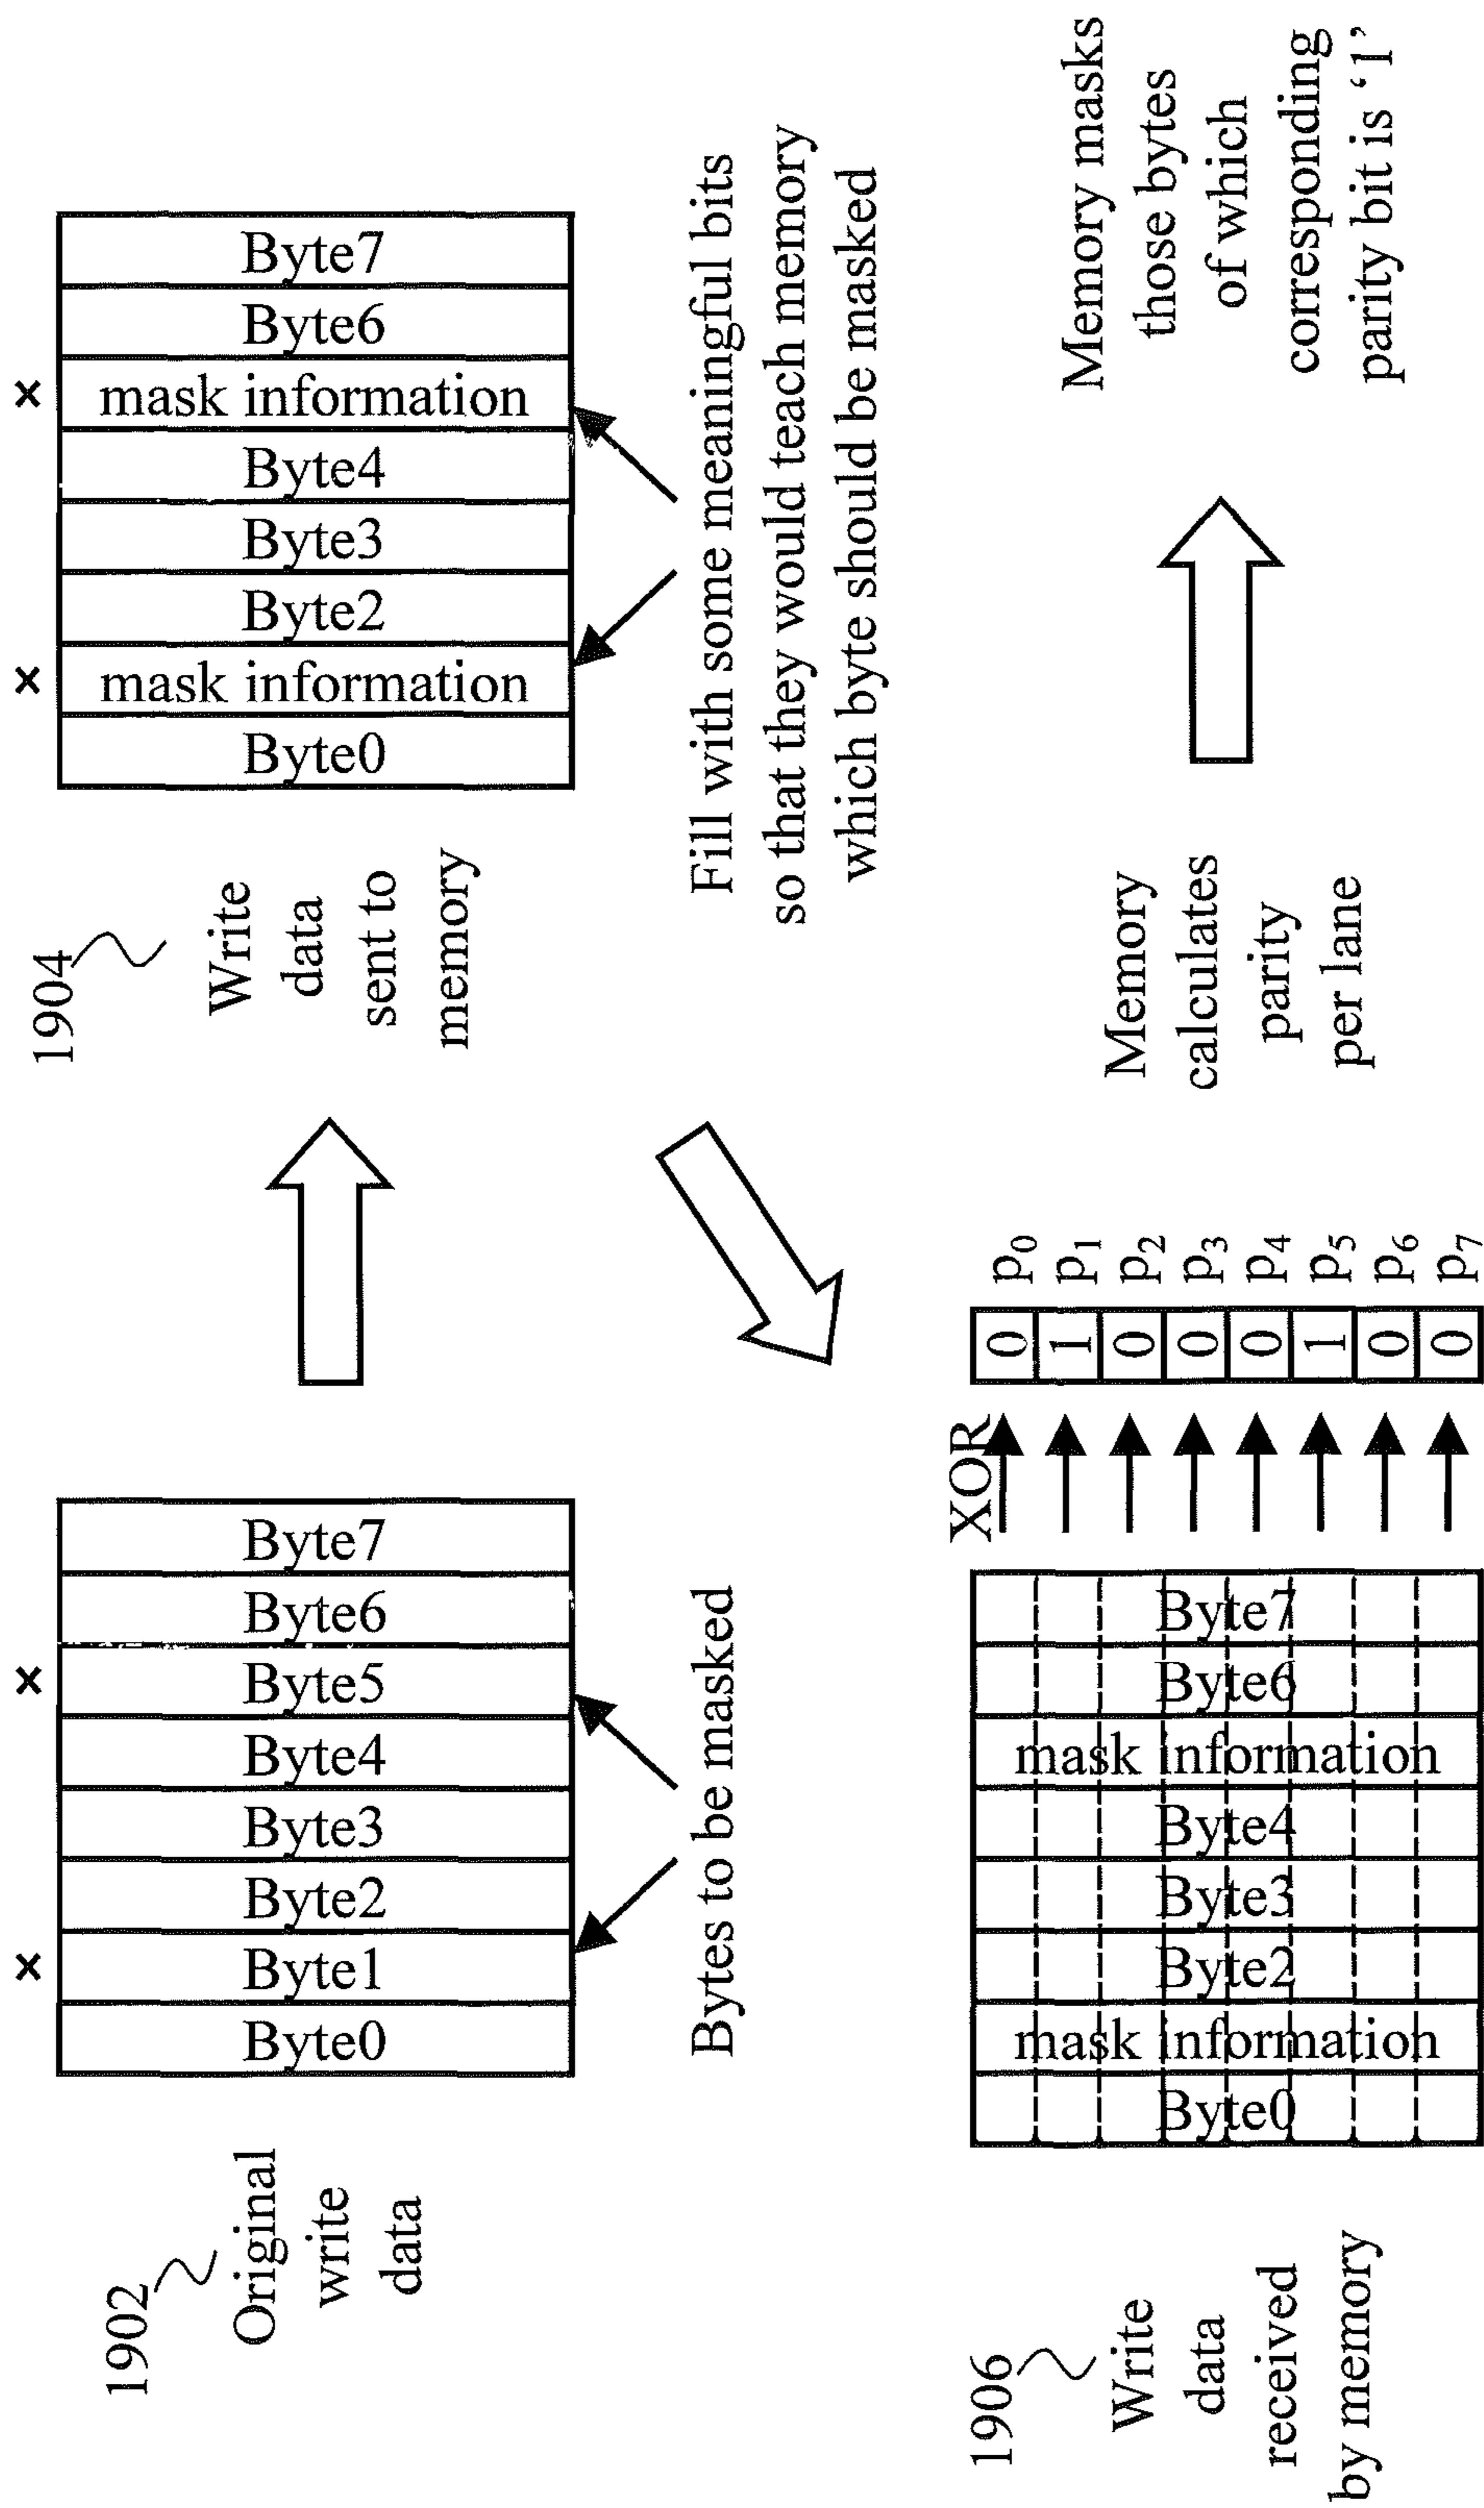 1902
Original
write
data
×
×
Byte0
Byte1
Byte2
Byte3
Byte4
Byte5
Byte6
Byte7
Bytes to be masked
1904
Write
data
sent to
memory
×
×
Byte0
mask information
Byte2
Byte3
Byte4
mask information
Byte6
Byte7
Fill with some meaningful bits
so that they would teach memory
which byte should be masked
1906
Write
data
received
by memory
Byte0
mask information
Byte2
Byte3
Byte4
mask information
Byte6
Byte7
XOR
0 p₀
1 p₁
0 p₂
0 p₃
0 p₄
1 p₅
0 p₆
0 p₇
Memory
calculates
parity
per lane
Memory masks
those bytes
of which
corresponding
parity bit is ‘1’